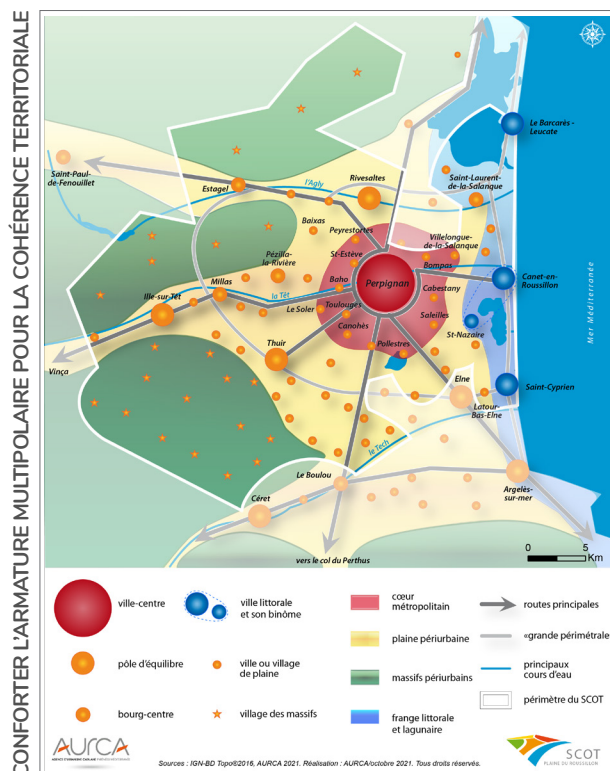 CONFORTER L'ARMATURE MULTIPOLAIRE POUR LA COHÉRENCE TERRITORIALE
Le Barcarès -
Leucate
Saint-Paul-
de-Fenouillet
Estagel
l'Agly
Rivesaltes
Saint-Laurent-
de-la-Salanque
Baixas
Peyrestortes
Villelongue-
de-la-Salanque
St-Estève
Bompas
Pézilla-
la-Rivière
Perpignan
Canet-en-
Roussillon
Mer Méditerranée
Millas
Baho
Cabestany
Ille-sur-Têt
la Têt
Toulouges
Le Soler
Saleilles
Canohès
St-Nazaire
Vinça
Thuir
Pollestres
Elne
Saint-Cyprien
Latour-
Bas-Elne
le Tech
Le Boulou
Céret
Argelès-
sur-mer
vers le col du Perthus
0 5
Km
ville-centre
ville littorale
et son binôme
cœur
métropolitain
routes principales
pôle d'équilibre
ville ou village
de plaine
plaine périurbaine
«grande périmétrale
massifs périurbains
principaux
cours d'eau
bourg-centre
village des massifs
frange littorale
et lagunaire
périmètre du SCOT
AURCA
Sources : IGN-BD Topo®2016, AURCA 2021. Réalisation : AURCA/octobre 2021. Tous droits réservés.
SCOT
PLAINE DU ROUSSILLON